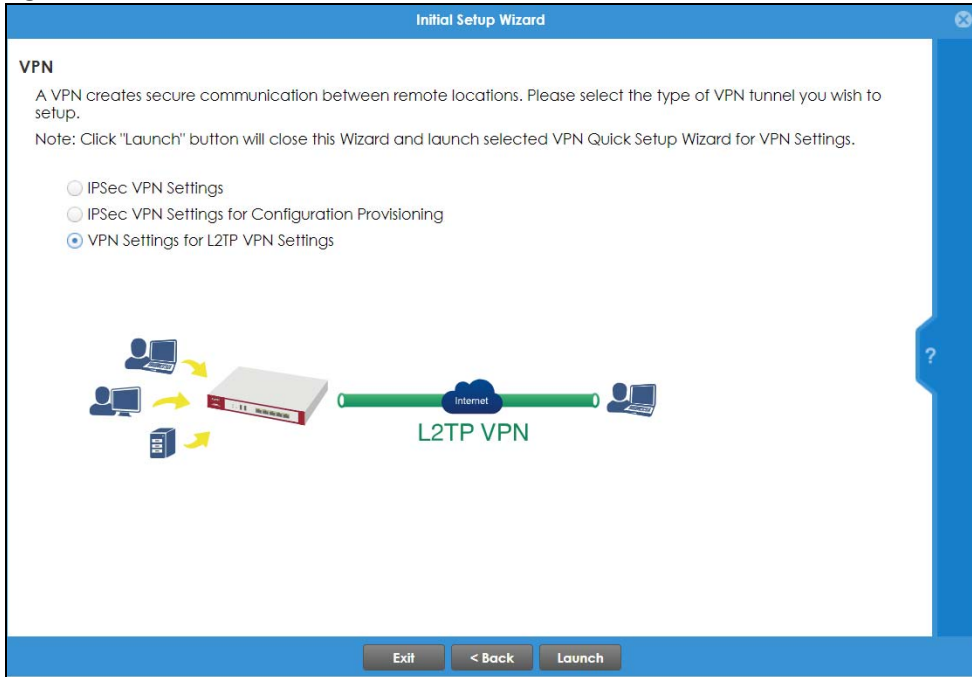 Initial Setup Wizard
VPN
A VPN creates secure communication between remote locations. Please select the type of VPN tunnel you wish to
setup.
Note: Click "Launch" button will close this Wizard and launch selected VPN Quick Setup Wizard for VPN Settings.
IPSec VPN Settings
IPSec VPN Settings for Configuration Provisioning
VPN Settings for L2TP VPN Settings
?
Internet
L2TP VPN
Exit
< Back
Launch